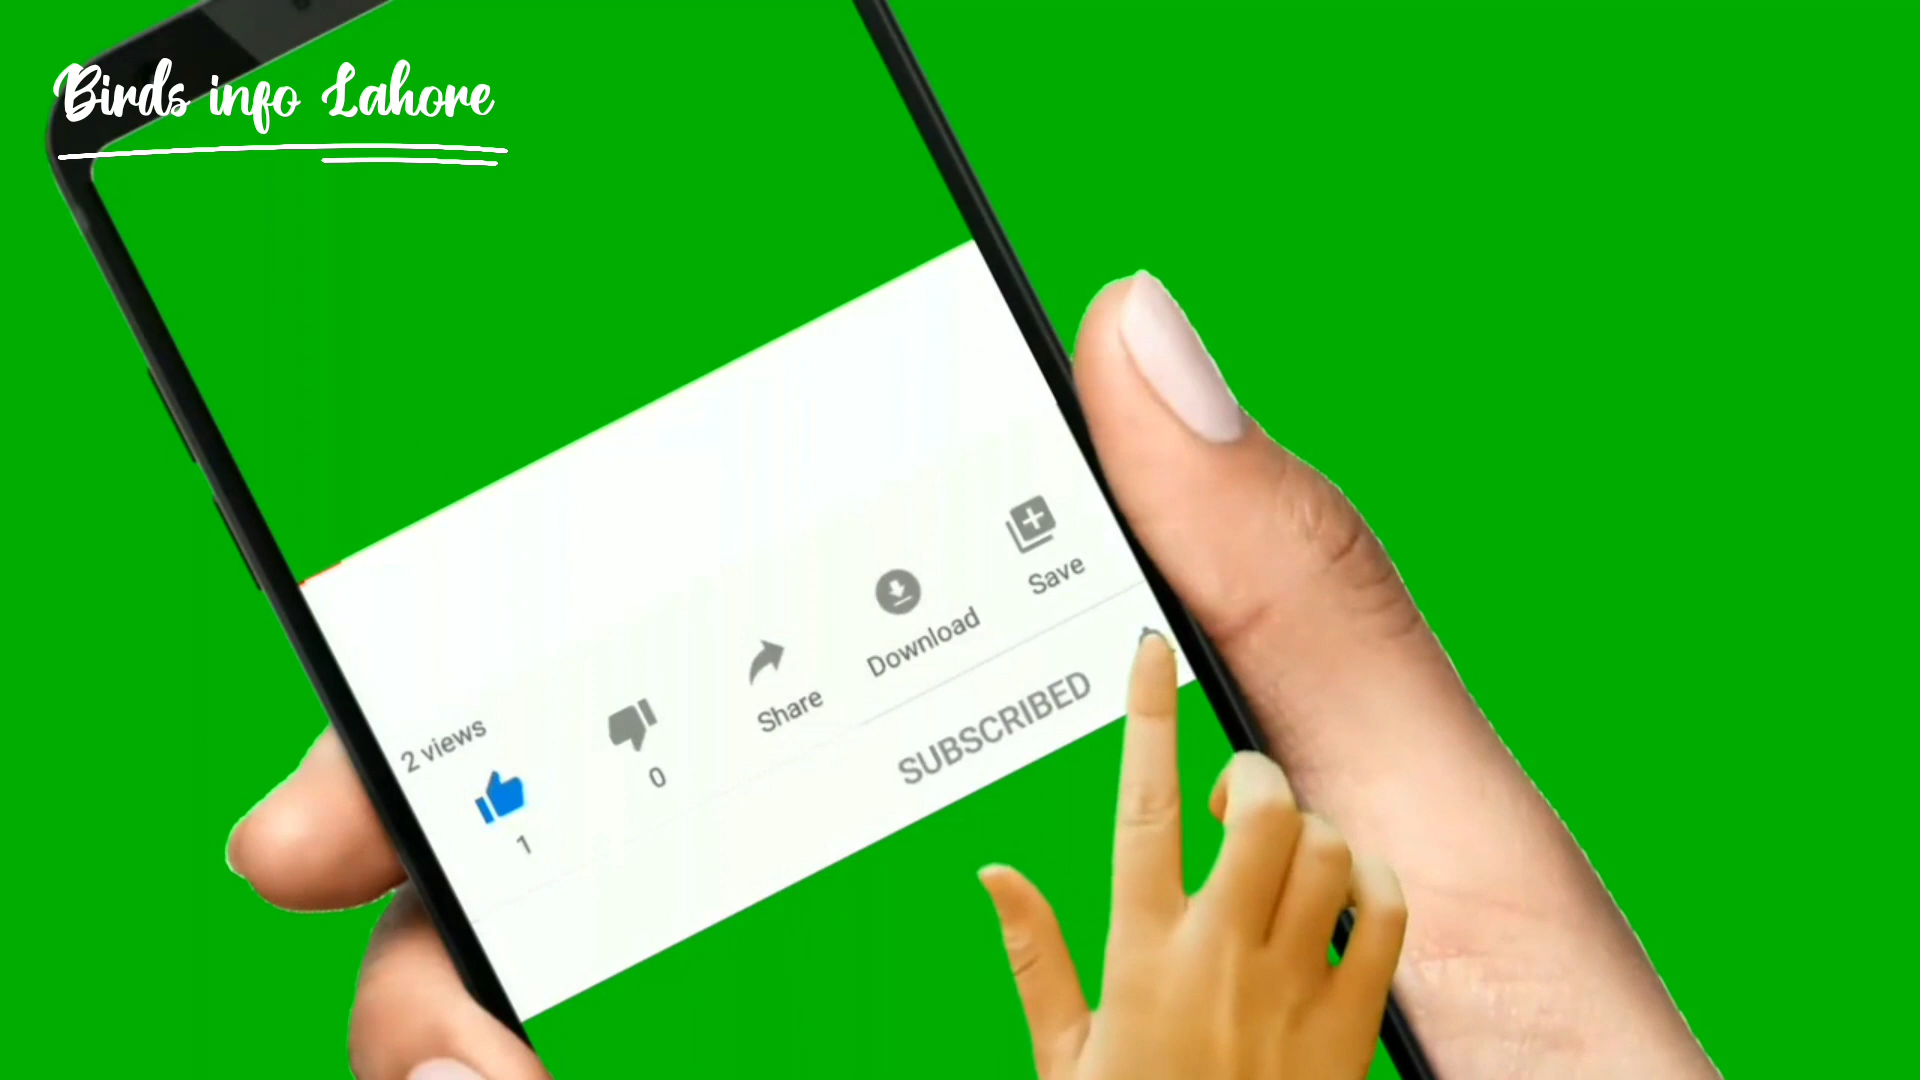 Birds info Lahore
2 views
1
0
Share
Download
Save
SUBSCRIBED